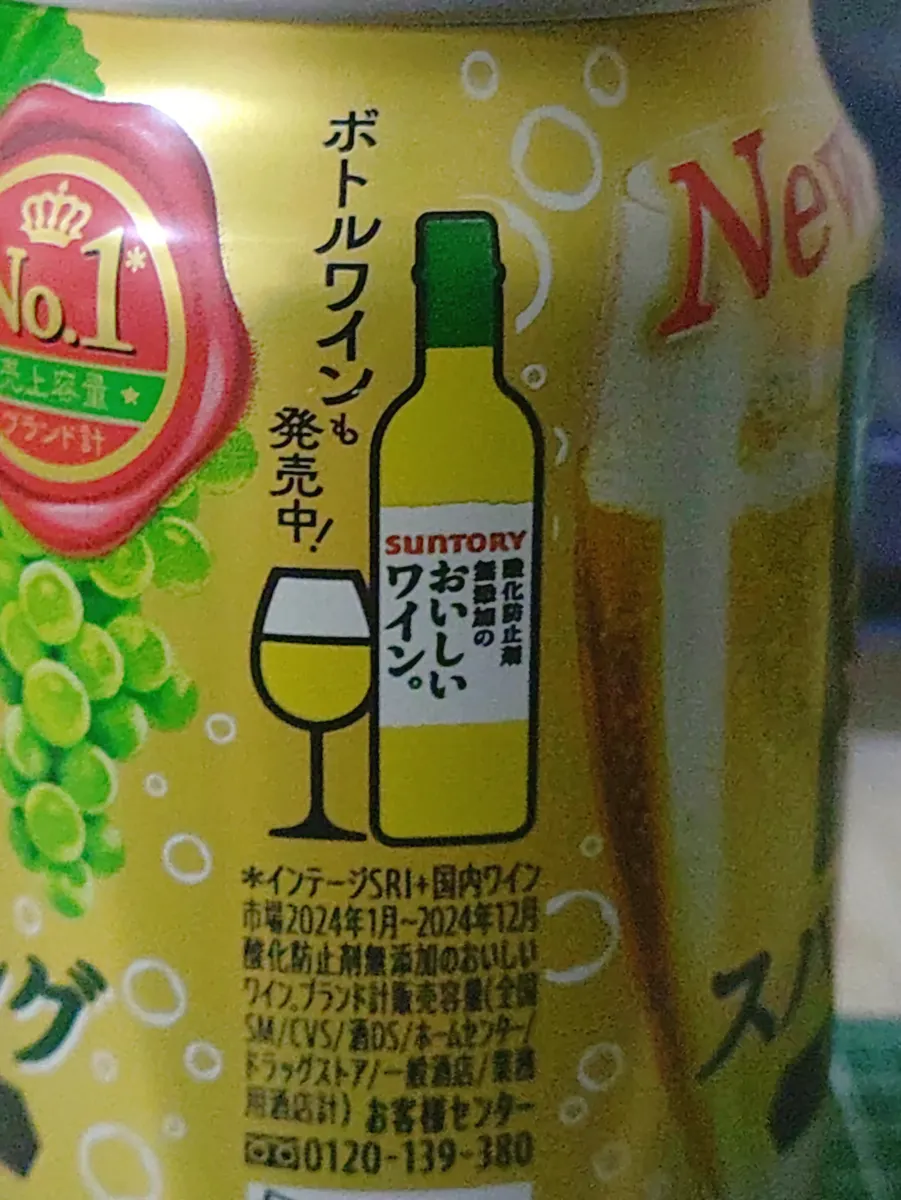 No.1*
売上容量
ブランド計
ボトルワインも
発売中!
SUNTORY
酸化防止剤
無添加の
おいしい
ワイン。
New
*インテージSRI+国内ワイン
市場2024年1月~2024年12月
酸化防止剤無添加のおいしい
ワイン。ブランド計販売容量(全国
SM/CVS/酒DS/ホームセンター/
ドラッグストア/一般酒店/業務
用酒店計) お客様センター
0120-139-380
グ
スパ